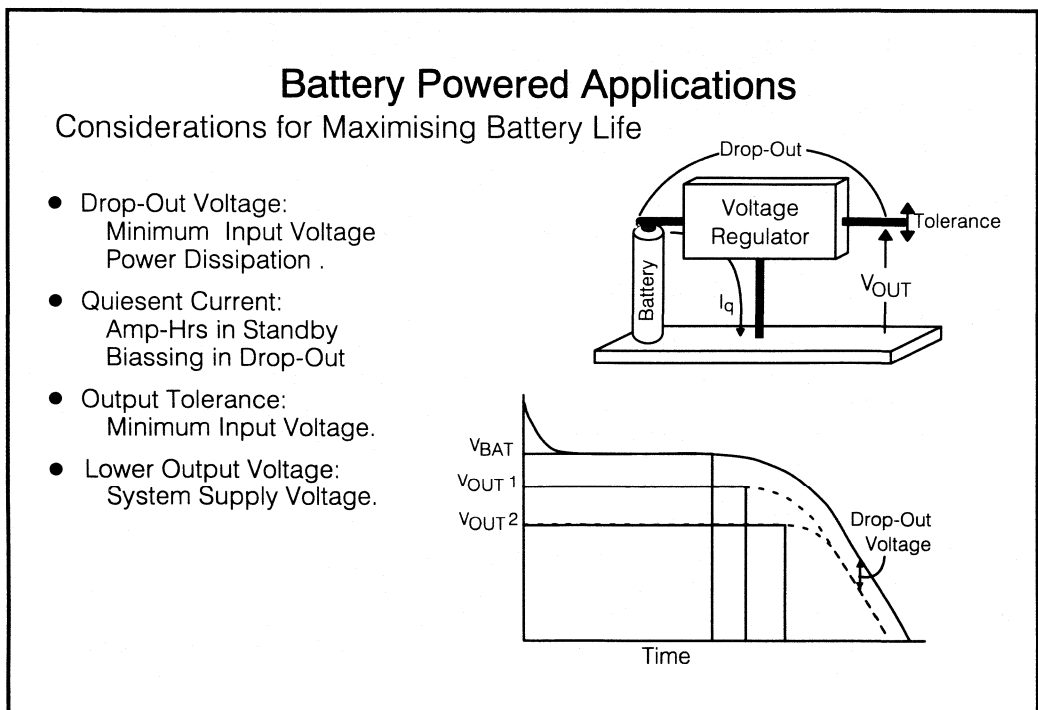 Battery Powered Applications
Considerations for Maximising Battery Life
● Drop-Out Voltage:
Minimum Input Voltage
Power Dissipation .
● Quiesent Current:
Amp-Hrs in Standby
Biassing in Drop-Out
● Output Tolerance:
Minimum Input Voltage.
● Lower Output Voltage:
System Supply Voltage.
Drop-Out
Voltage
Regulator
Tolerance
Battery
Iq
VOUT
VBAT
VOUT 1
VOUT 2
Drop-Out
Voltage
Time